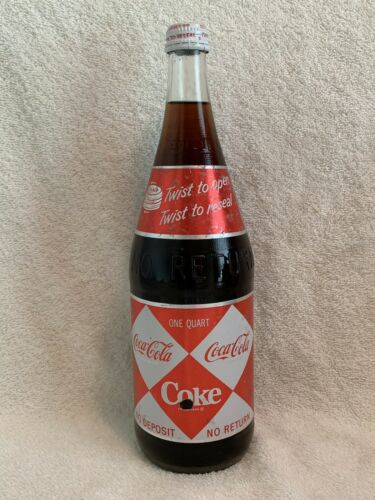 Twist to open
Twist to reseal
NO RETURN
ONE QUART
Coca-Cola
Coca-Cola
Coke
NO DEPOSIT
NO RETURN